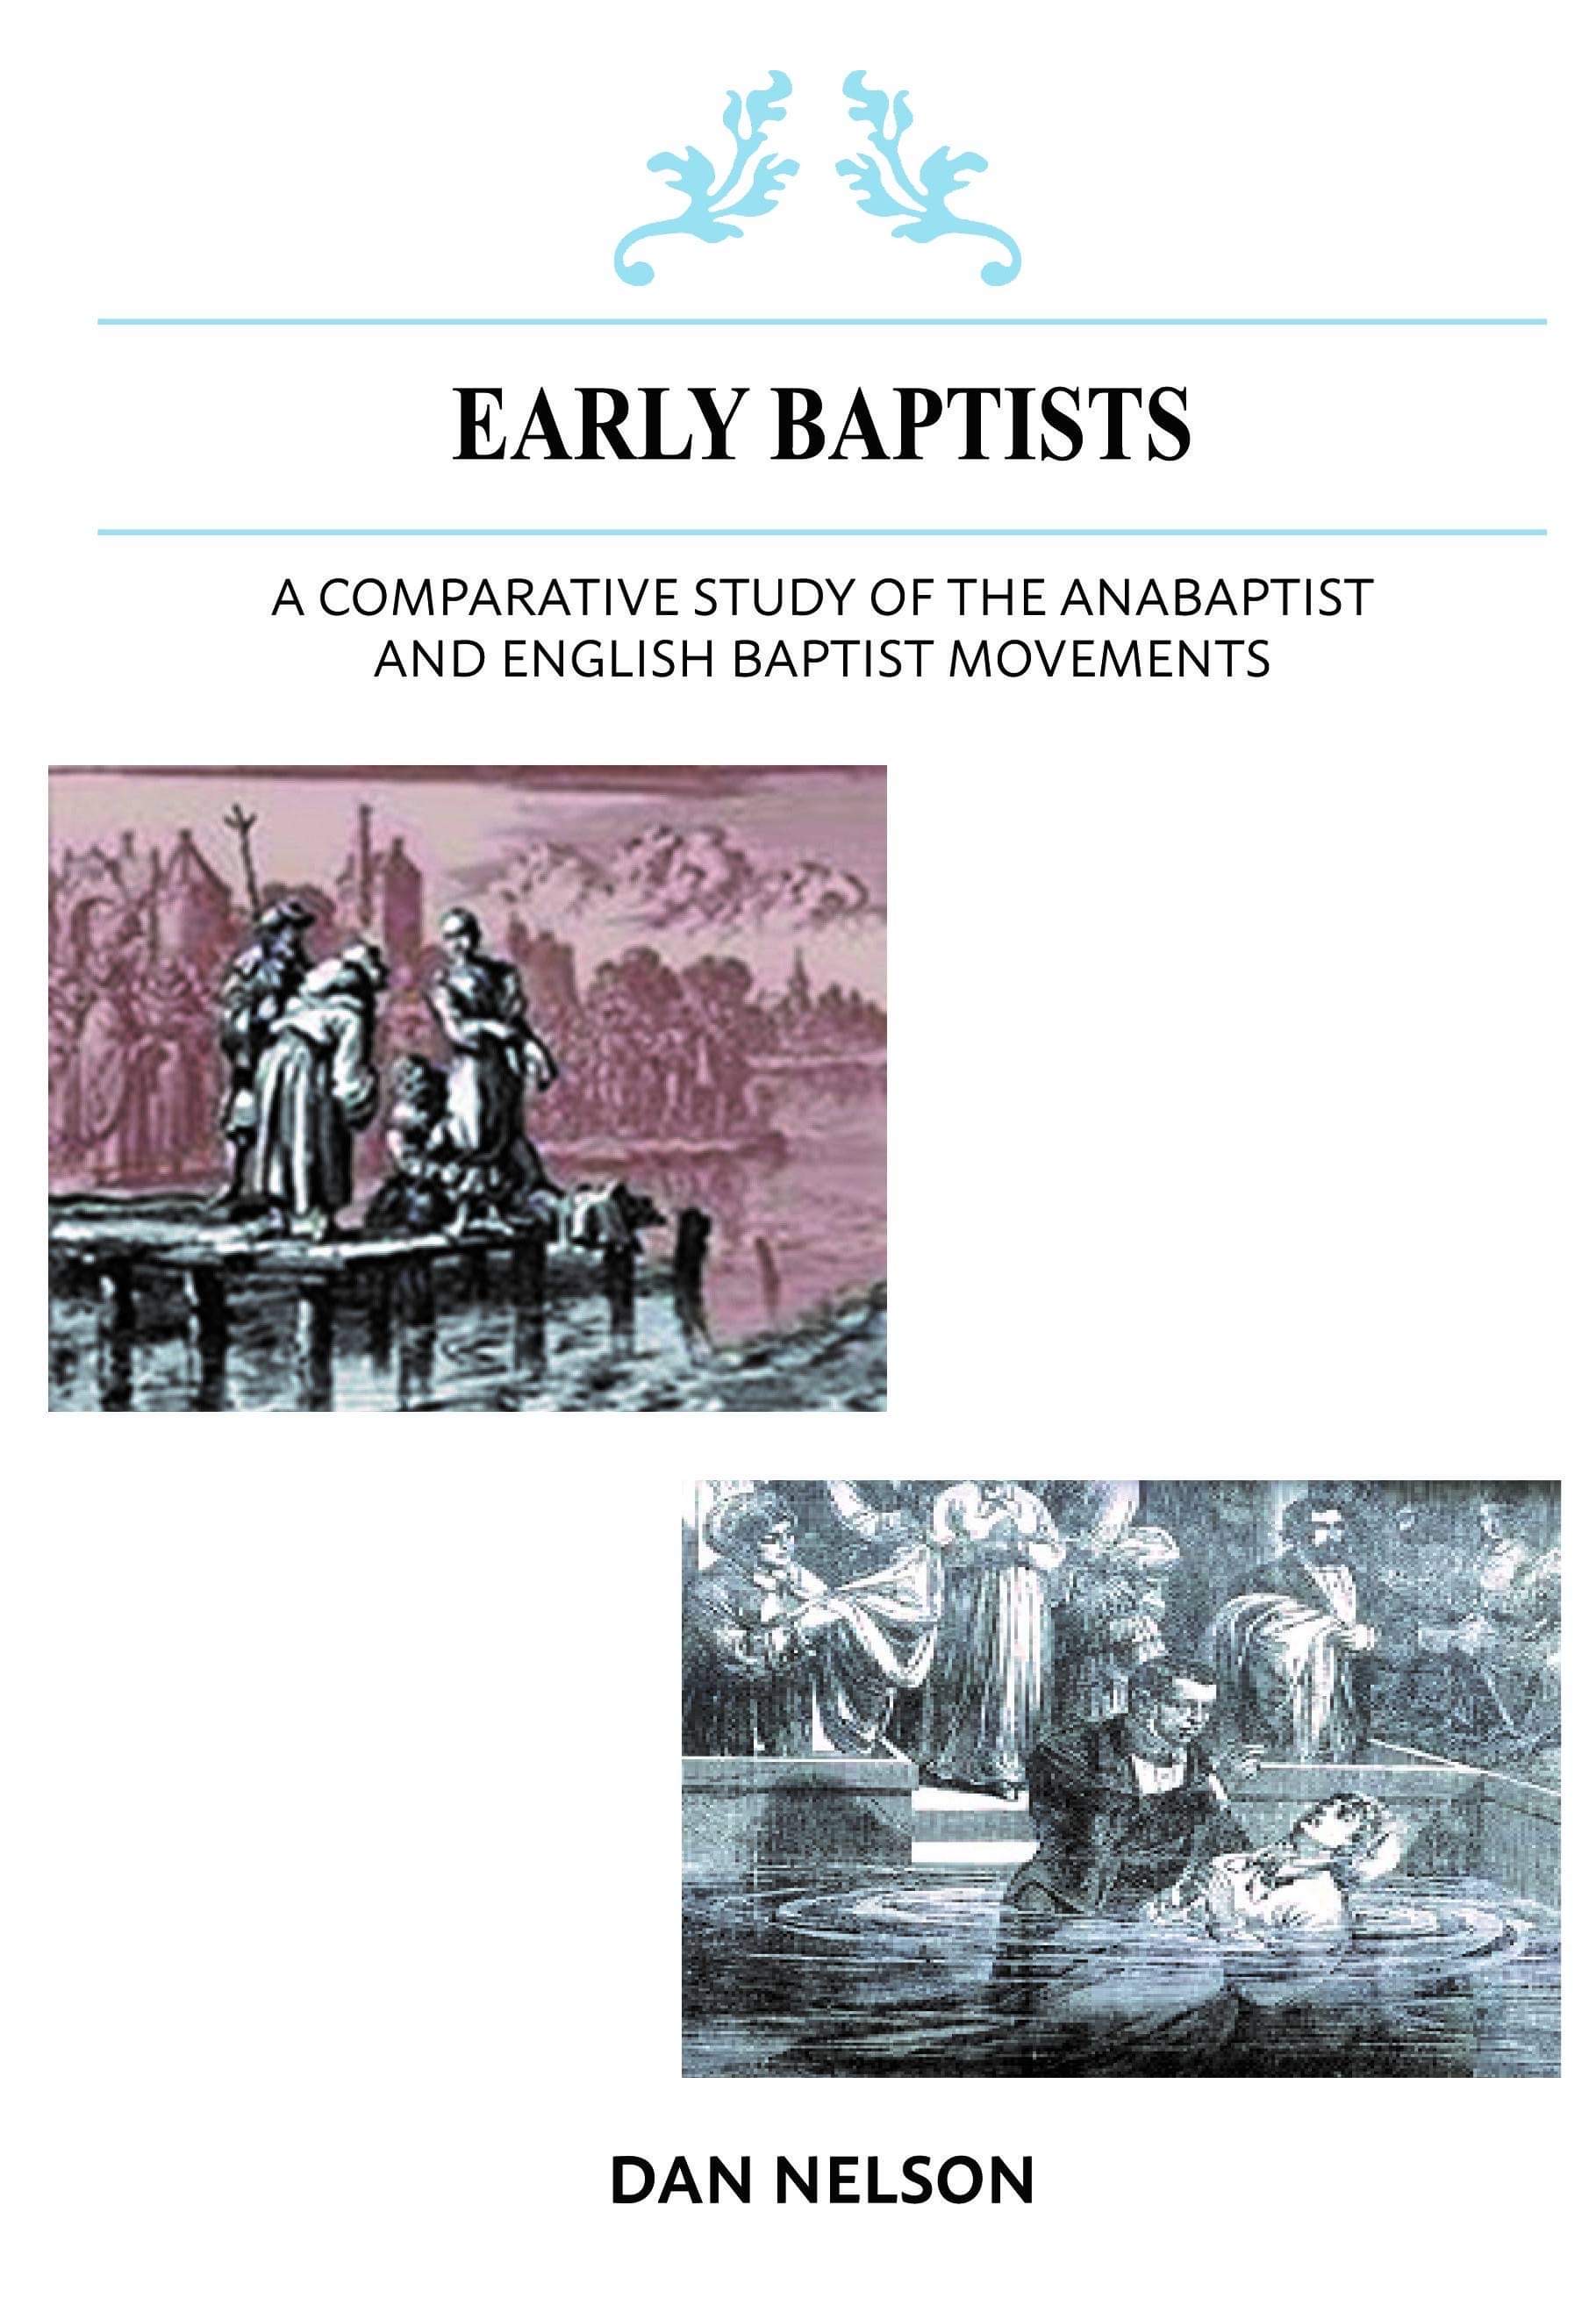 EARLY BAPTISTS
A COMPARATIVE STUDY OF THE ANABAPTIST
AND ENGLISH BAPTIST MOVEMENTS
DAN NELSON